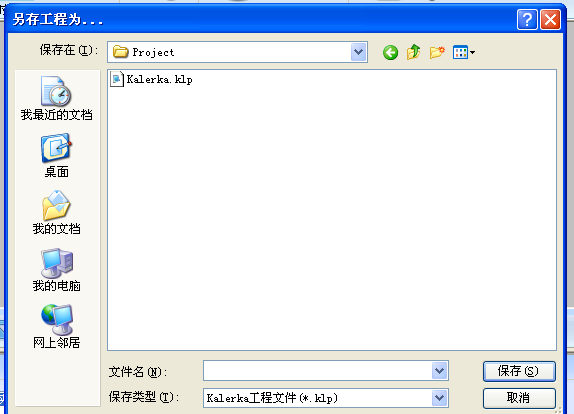 另存工程为...
保存在(I):
Project
Kalerka.klp
我最近的文档
桌面
我的文档
我的电脑
网上邻居
文件名(N):
保存(S)
保存类型(T):
Kalerka工程文件(*.klp)
取消